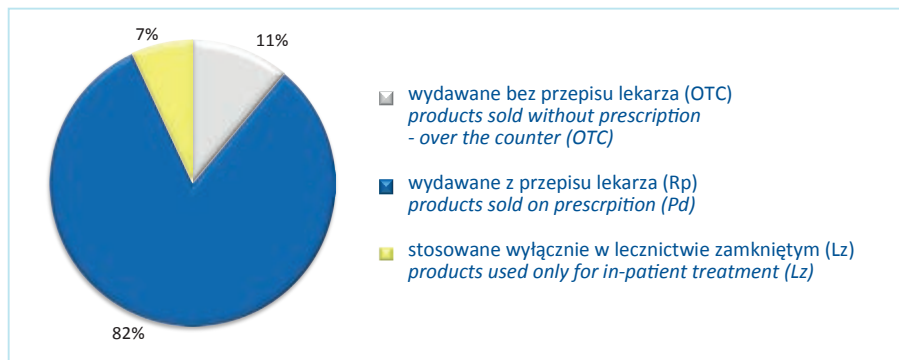 7%
11%
wydawane bez przepisu lekarza (OTC)
products sold without prescription
- over the counter (OTC)
wydawane z przepisu lekarza (Rp)
products sold on prescrpition (Pd)
stosowane wyłącznie w lecznictwie zamkniętym (Lz)
products used only for in-patient treatment (Lz)
82%